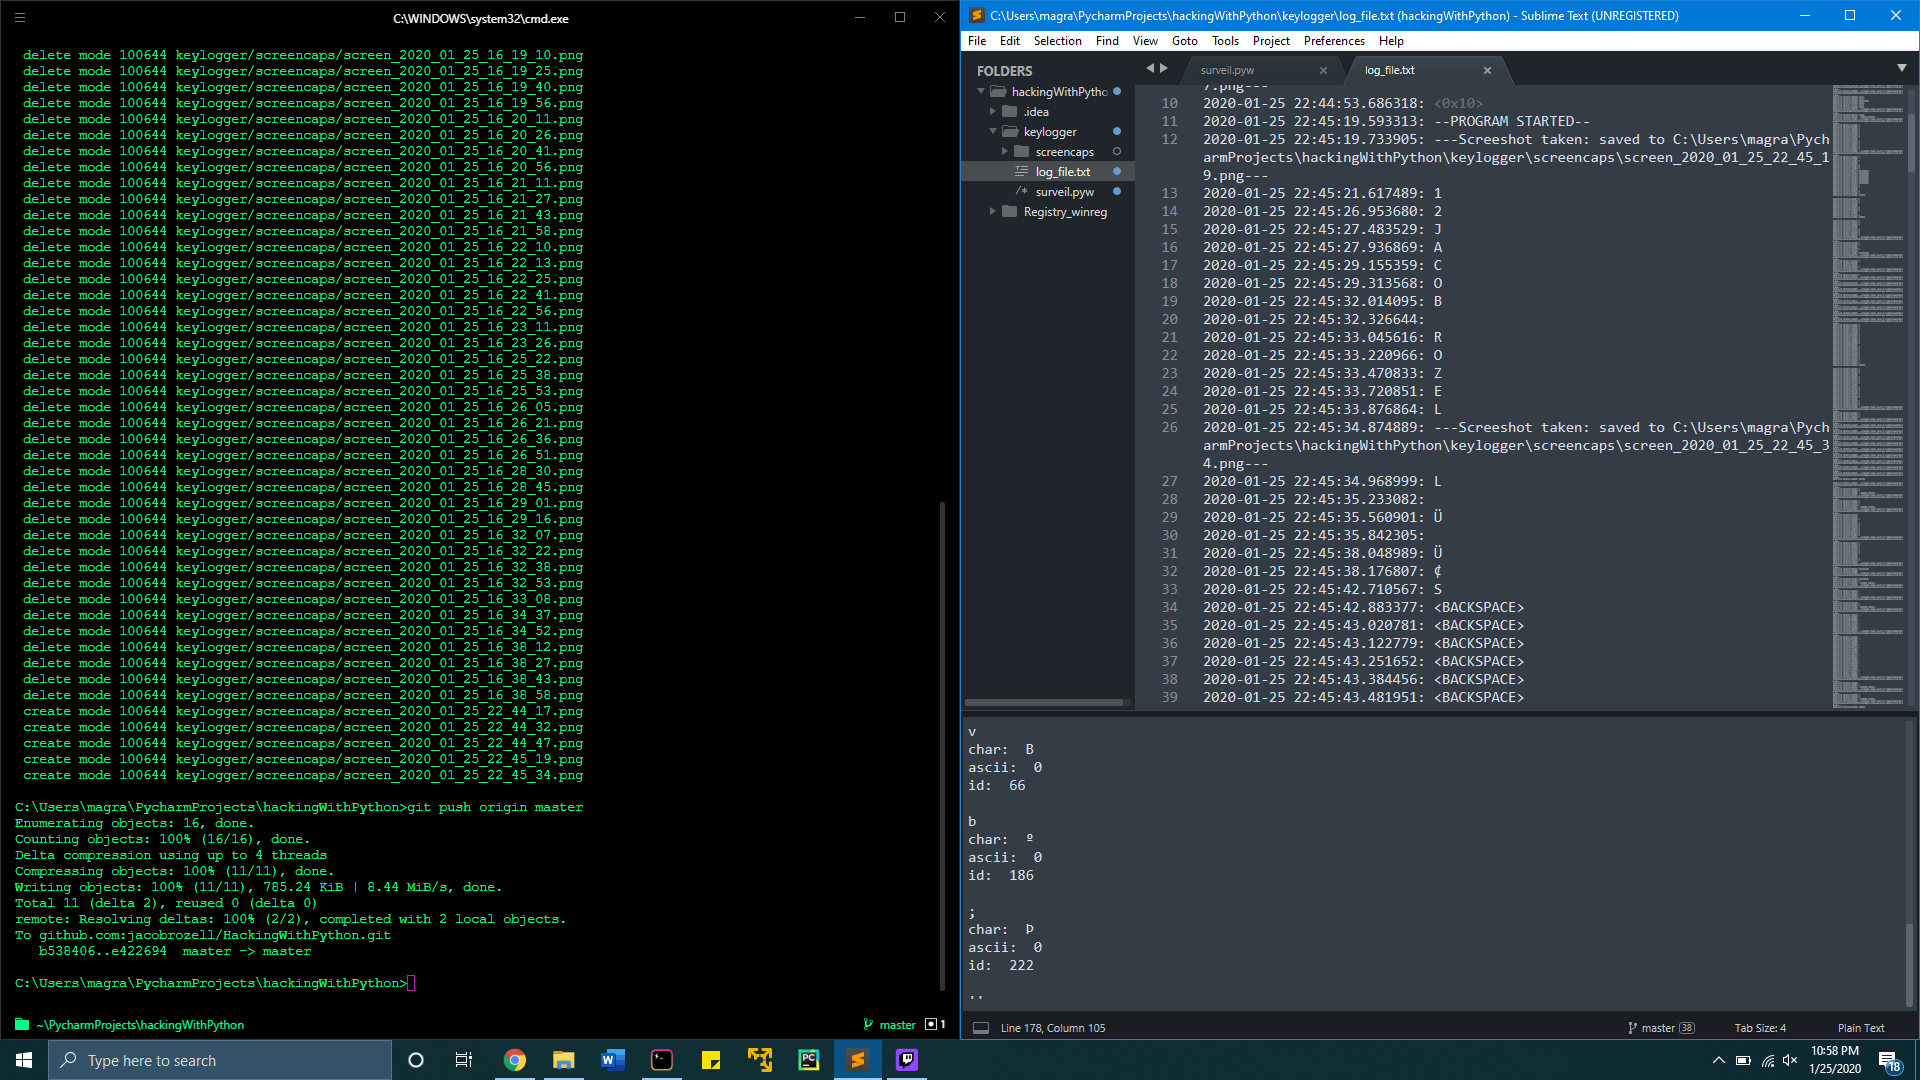 C:\WINDOWS\system32\cmd.exe
delete mode 100644 keylogger/screencaps/screen_2020_01_25_16_19_10.png
delete mode 100644 keylogger/screencaps/screen_2020_01_25_16_19_25.png
delete mode 100644 keylogger/screencaps/screen_2020_01_25_16_19_40.png
delete mode 100644 keylogger/screencaps/screen_2020_01_25_16_19_56.png
delete mode 100644 keylogger/screencaps/screen_2020_01_25_16_20_11.png
delete mode 100644 keylogger/screencaps/screen_2020_01_25_16_20_26.png
delete mode 100644 keylogger/screencaps/screen_2020_01_25_16_20_41.png
delete mode 100644 keylogger/screencaps/screen_2020_01_25_16_20_56.png
delete mode 100644 keylogger/screencaps/screen_2020_01_25_16_21_11.png
delete mode 100644 keylogger/screencaps/screen_2020_01_25_16_21_27.png
delete mode 100644 keylogger/screencaps/screen_2020_01_25_16_21_43.png
delete mode 100644 keylogger/screencaps/screen_2020_01_25_16_21_58.png
delete mode 100644 keylogger/screencaps/screen_2020_01_25_16_22_10.png
delete mode 100644 keylogger/screencaps/screen_2020_01_25_16_22_13.png
delete mode 100644 keylogger/screencaps/screen_2020_01_25_16_22_25.png
delete mode 100644 keylogger/screencaps/screen_2020_01_25_16_22_41.png
delete mode 100644 keylogger/screencaps/screen_2020_01_25_16_22_56.png
delete mode 100644 keylogger/screencaps/screen_2020_01_25_16_23_11.png
delete mode 100644 keylogger/screencaps/screen_2020_01_25_16_23_26.png
delete mode 100644 keylogger/screencaps/screen_2020_01_25_16_25_22.png
delete mode 100644 keylogger/screencaps/screen_2020_01_25_16_25_38.png
delete mode 100644 keylogger/screencaps/screen_2020_01_25_16_25_53.png
delete mode 100644 keylogger/screencaps/screen_2020_01_25_16_26_05.png
delete mode 100644 keylogger/screencaps/screen_2020_01_25_16_26_21.png
delete mode 100644 keylogger/screencaps/screen_2020_01_25_16_26_36.png
delete mode 100644 keylogger/screencaps/screen_2020_01_25_16_26_51.png
delete mode 100644 keylogger/screencaps/screen_2020_01_25_16_28_30.png
delete mode 100644 keylogger/screencaps/screen_2020_01_25_16_28_45.png
delete mode 100644 keylogger/screencaps/screen_2020_01_25_16_29_01.png
delete mode 100644 keylogger/screencaps/screen_2020_01_25_16_29_16.png
delete mode 100644 keylogger/screencaps/screen_2020_01_25_16_32_07.png
delete mode 100644 keylogger/screencaps/screen_2020_01_25_16_32_22.png
delete mode 100644 keylogger/screencaps/screen_2020_01_25_16_32_38.png
delete mode 100644 keylogger/screencaps/screen_2020_01_25_16_32_53.png
delete mode 100644 keylogger/screencaps/screen_2020_01_25_16_33_08.png
delete mode 100644 keylogger/screencaps/screen_2020_01_25_16_34_37.png
delete mode 100644 keylogger/screencaps/screen_2020_01_25_16_34_52.png
delete mode 100644 keylogger/screencaps/screen_2020_01_25_16_38_12.png
delete mode 100644 keylogger/screencaps/screen_2020_01_25_16_38_27.png
delete mode 100644 keylogger/screencaps/screen_2020_01_25_16_38_43.png
delete mode 100644 keylogger/screencaps/screen_2020_01_25_16_38_58.png
create mode 100644 keylogger/screencaps/screen_2020_01_25_22_44_17.png
create mode 100644 keylogger/screencaps/screen_2020_01_25_22_44_32.png
create mode 100644 keylogger/screencaps/screen_2020_01_25_22_44_47.png
create mode 100644 keylogger/screencaps/screen_2020_01_25_22_45_19.png
create mode 100644 keylogger/screencaps/screen_2020_01_25_22_45_34.png
C:\Users\magra\PycharmProjects\hackingWithPython>git push origin master
Enumerating objects: 16, done.
Counting objects: 100% (16/16), done.
Delta compression using up to 4 threads
Compressing objects: 100% (11/11), done.
Writing objects: 100% (11/11), 785.24 KiB | 8.44 MiB/s, done.
Total 11 (delta 2), reused 0 (delta 0)
remote: Resolving deltas: 100% (2/2), completed with 2 local objects.
To github.com:jacobrozell/HackingWithPython.git
b538406..e422694 master -> master
C:\Users\magra\PycharmProjects\hackingWithPython>
~\PycharmProjects\hackingWithPython
master 1
C:\Users\magra\PycharmProjects\hackingWithPython\keylogger\log_file.txt (hackingWithPython) - Sublime Text (UNREGISTERED)
File Edit Selection Find View Goto Tools Project Preferences Help
FOLDERS
hackingWithPytho
.idea
keylogger
screencaps
log_file.txt
surveil.pyw
Registry_winreg
surveil.pyw log_file.txt
7.png---
10 2020-01-25 22:44:53.686318: <0x10>
11 2020-01-25 22:45:19.593313: --PROGRAM STARTED--
12 2020-01-25 22:45:19.733905: ---Screeshot taken: saved to C:\Users\magra\Pych
armProjects\hackingWithPython\keylogger\screencaps\screen_2020_01_25_22_45_1
9.png---
13 2020-01-25 22:45:21.617489: 1
14 2020-01-25 22:45:26.953680: 2
15 2020-01-25 22:45:27.483529: J
16 2020-01-25 22:45:27.936869: A
17 2020-01-25 22:45:29.155359: C
18 2020-01-25 22:45:29.313568: O
19 2020-01-25 22:45:32.014095: B
20 2020-01-25 22:45:32.326644:
21 2020-01-25 22:45:33.045616: R
22 2020-01-25 22:45:33.220966: O
23 2020-01-25 22:45:33.470833: Z
24 2020-01-25 22:45:33.720851: E
25 2020-01-25 22:45:33.876864: L
26 2020-01-25 22:45:34.874889: ---Screeshot taken: saved to C:\Users\magra\Pych
armProjects\hackingWithPython\keylogger\screencaps\screen_2020_01_25_22_45_3
4.png---
27 2020-01-25 22:45:34.968999: L
28 2020-01-25 22:45:35.233082:
29 2020-01-25 22:45:35.560901: Ü
30 2020-01-25 22:45:35.842305:
31 2020-01-25 22:45:38.048989: Ü
32 2020-01-25 22:45:38.176807: ¢
33 2020-01-25 22:45:42.710567: S
34 2020-01-25 22:45:42.883377: <BACKSPACE>
35 2020-01-25 22:45:43.020781: <BACKSPACE>
36 2020-01-25 22:45:43.122779: <BACKSPACE>
37 2020-01-25 22:45:43.251652: <BACKSPACE>
38 2020-01-25 22:45:43.384456: <BACKSPACE>
39 2020-01-25 22:45:43.481951: <BACKSPACE>
v
char: B
ascii: 0
id: 66
b
char: º
ascii: 0
id: 186
;
char: Þ
ascii: 0
id: 222
''
Line 178, Column 105
master 38
Tab Size: 4
Plain Text
Type here to search
10:58 PM
1/25/2020
18